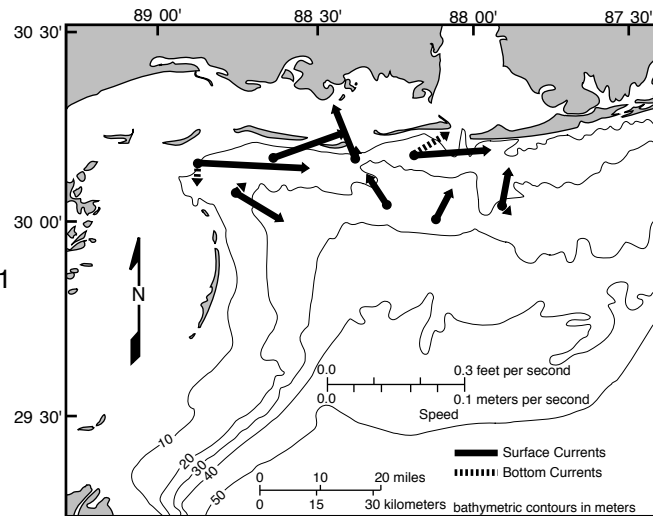 89 00' 88 30' 88 00' 87 30'
30 30'
30 00'
1
N
29 30'
0.0 0.3 feet per second
0.0 0.1 meters per second
Speed
10
20
30
40
50
Surface Currents
Bottom Currents
0 10 20 miles
0 15 30 kilometers
bathymetric contours in meters